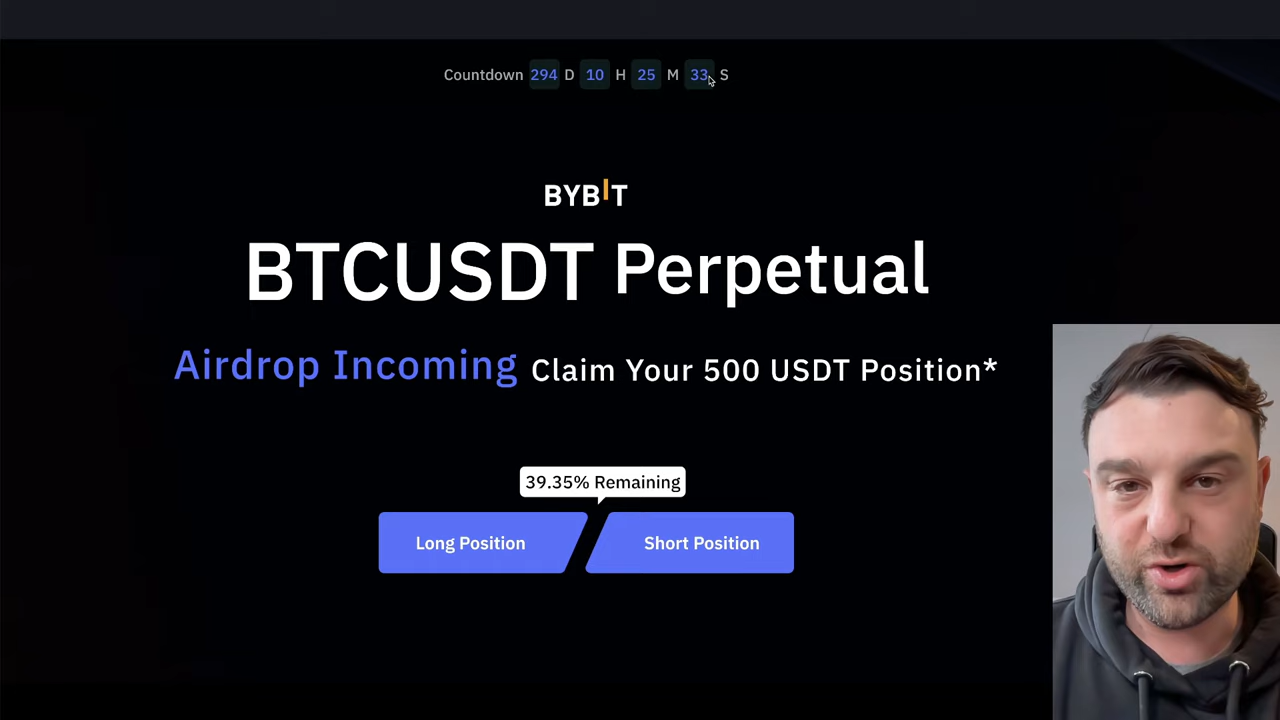 Countdown 294 D 10 H 25 M 33 S
BYBIT
BTCUSDT Perpetual
Airdrop Incoming Claim Your 500 USDT Position*
39.35% Remaining
Long Position Short Position